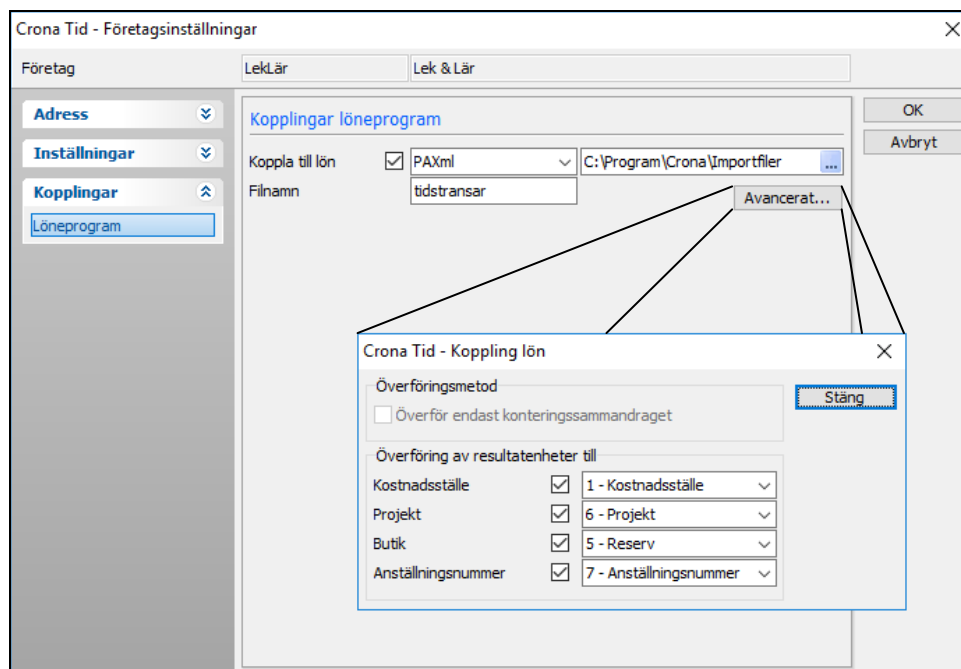 Crona Tid - Företagsinställningar
Företag LekLär Lek & Lär
Adress
Inställningar
Kopplingar
Löneprogram
Kopplingar löneprogram
Koppla till lön PAXml C:\Program\Crona\Importfiler ...
Filnamn tidstransar
Avancerat...
OK
Avbryt
Crona Tid - Koppling lön
Överföringsmetod
Överför endast konteringssammandraget
Stäng
Överföring av resultatenheter till
Kostnadsställe 1 - Kostnadsställe
Projekt 6 - Projekt
Butik 5 - Reserv
Anställningsnummer 7 - Anställningsnummer